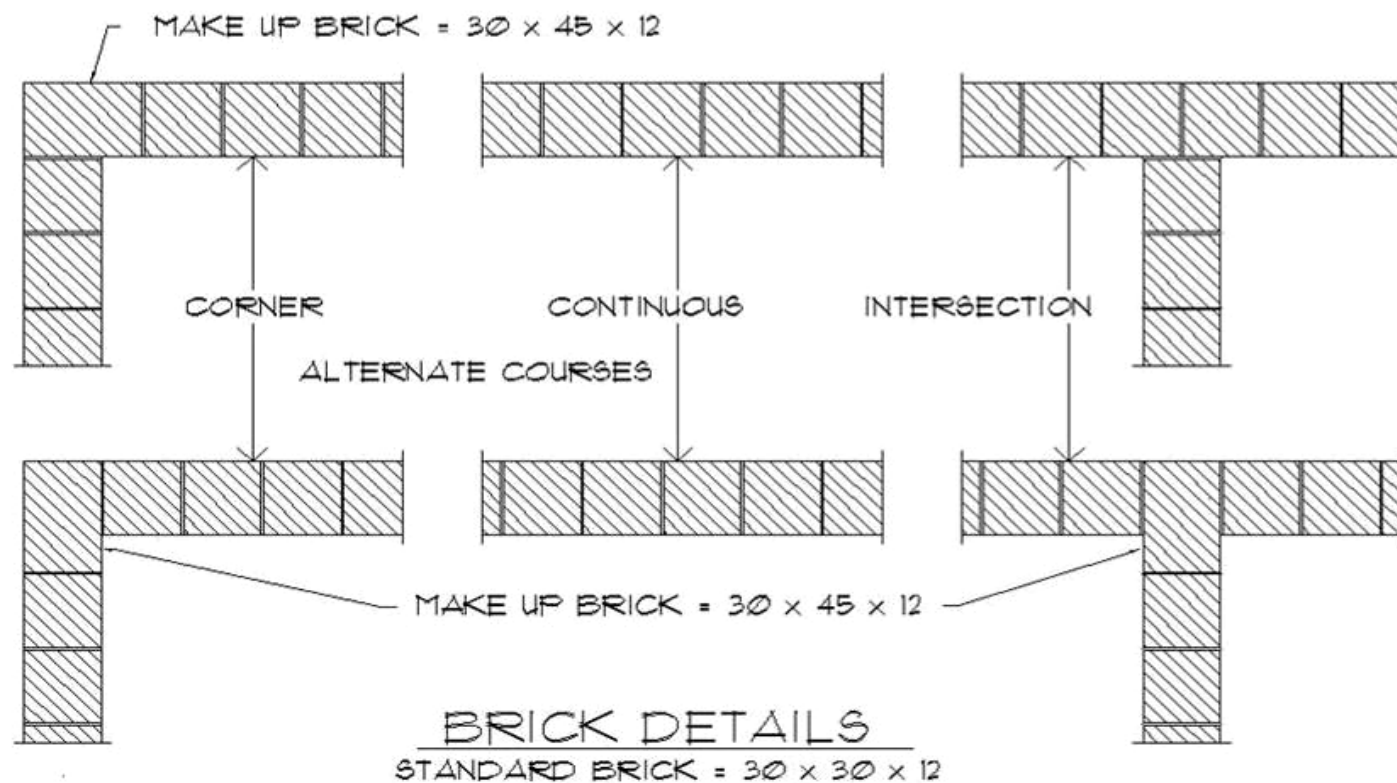 MAKE UP BRICK = 30 x 45 x 12
CORNER
CONTINUOUS
INTERSECTION
ALTERNATE COURSES
MAKE UP BRICK = 30 x 45 x 12
BRICK DETAILS
STANDARD BRICK = 30 x 30 x 12